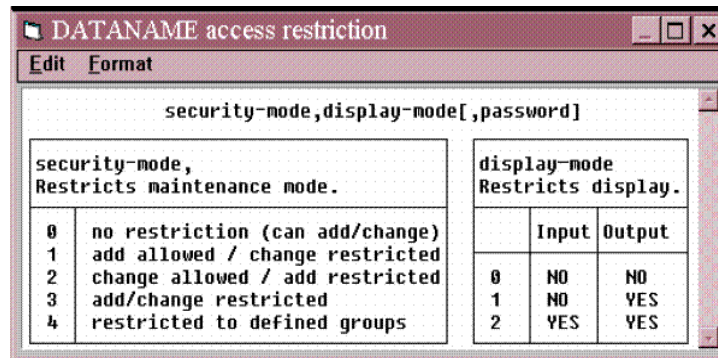 DATANAME access restriction
Edit Format
security-mode,display-mode[,password]
security-mode,
Restricts maintenance mode.
0 no restriction (can add/change)
1 add allowed / change restricted
2 change allowed / add restricted
3 add/change restricted
4 restricted to defined groups
display-mode
Restricts display.
Input Output
0 NO NO
1 NO YES
2 YES YES